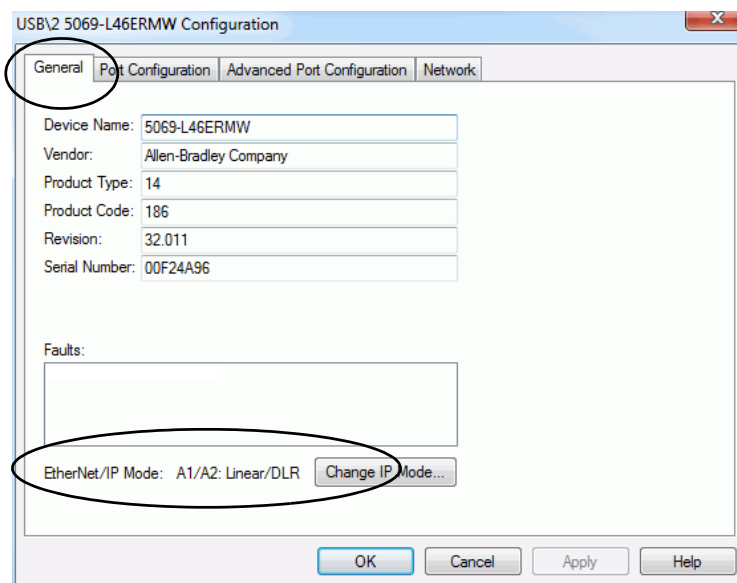 USB\2 5069-L46ERMW Configuration
X
General Port Configuration Advanced Port Configuration Network
Device Name: 5069-L46ERMW
Vendor: Allen-Bradley Company
Product Type: 14
Product Code: 186
Revision: 32.011
Serial Number: 00F24A96
Faults:
EtherNet/IP Mode: A1/A2: Linear/DLR Change IP Mode...
OK Cancel Apply Help